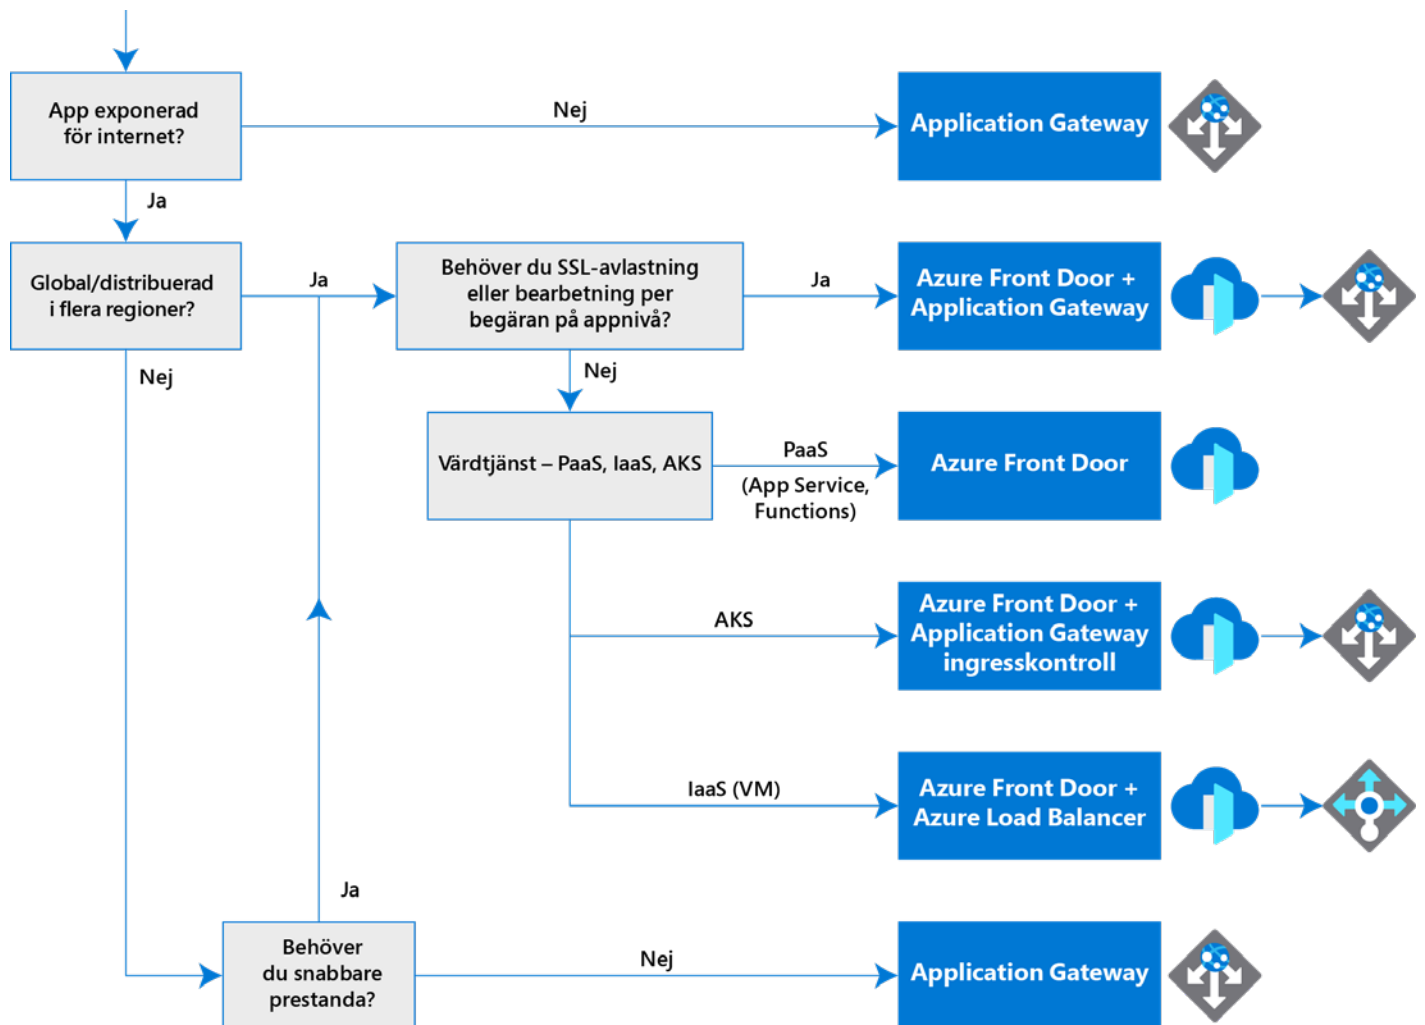 App exponerad
för internet?
Nej
Application Gateway
Ja
Global/distribuerad
i flera regioner?
Ja
Behöver du SSL-avlastning
eller bearbetning per
begäran på appnivå?
Ja
Azure Front Door +
Application Gateway
Nej
Nej
Värdtjänst – PaaS, IaaS, AKS
PaaS
(App Service,
Functions)
Azure Front Door
AKS
Azure Front Door +
Application Gateway
ingresskontroll
IaaS (VM)
Azure Front Door +
Azure Load Balancer
Ja
Behöver
du snabbare
prestanda?
Nej
Application Gateway